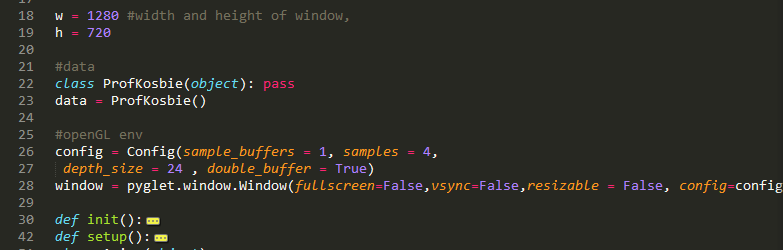 18 w = 1280 #width and height of window,
19 h = 720
20
21 #data
22 class ProfKosbie(object): pass
23 data = ProfKosbie()
24
25 #openGL env
26 config = Config(sample_buffers = 1, samples = 4,
27 depth_size = 24 , double_buffer = True)
28 window = pyglet.window.Window(fullscreen=False,vsync=False,resizable = False, config=config
29
30 def init():
42 def setup():